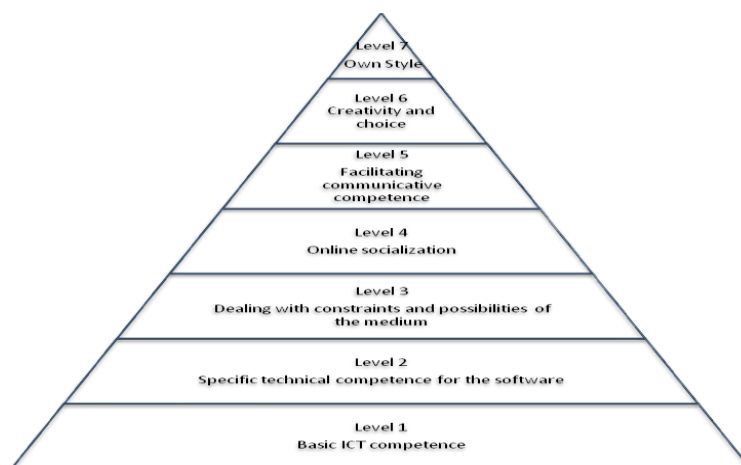 Level 7
Own Style
Level 6
Creativity and
choice
Level 5
Facilitating
communicative
competence
Level 4
Online socialization
Level 3
Dealing with constraints and possibilities of
the medium
Level 2
Specific technical competence for the software
Level 1
Basic ICT competence